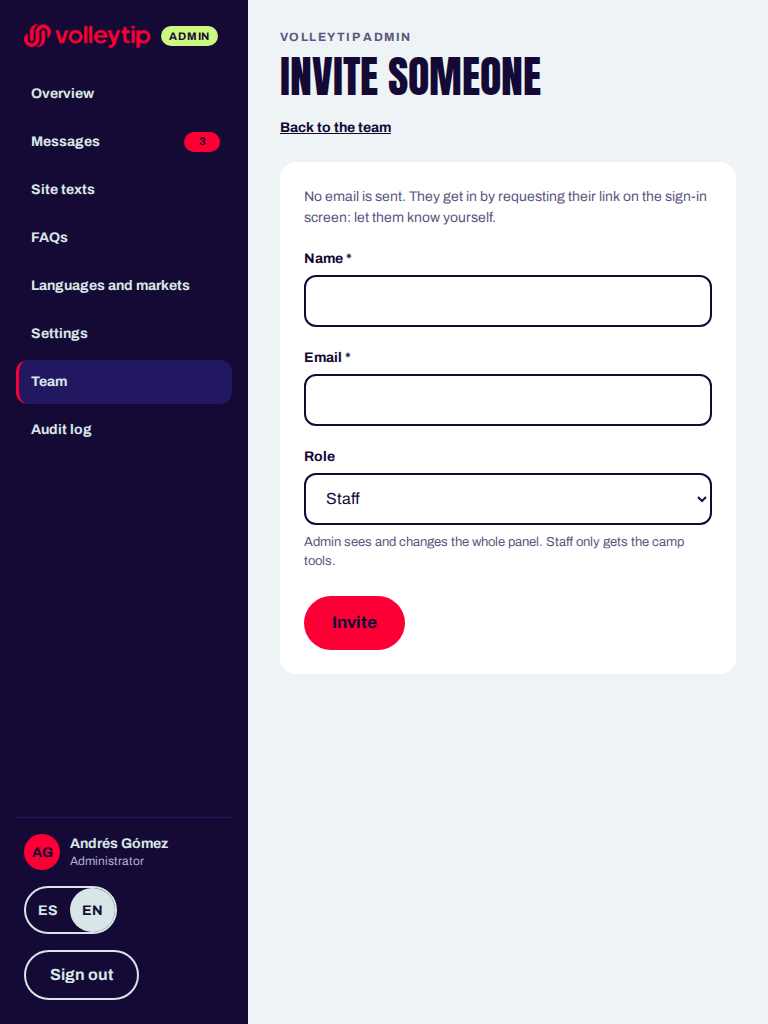 volleytip ADMIN
Overview
Messages 3
Site texts
FAQs
Languages and markets
Settings
Team
Audit log
AG
Andrés Gómez
Administrator
ES EN
Sign out
VOLLEYTIP ADMIN
INVITE SOMEONE
Back to the team
No email is sent. They get in by requesting their link on the sign-in
screen: let them know yourself.
Name *
Email *
Role
Staff
Admin sees and changes the whole panel. Staff only gets the camp
tools.
Invite